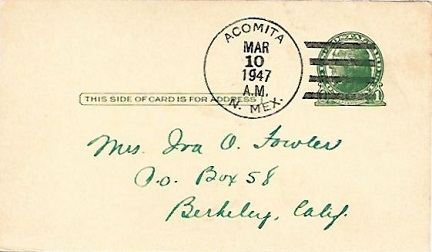 ACOMITA
MAR
10
1947
A.M.
N. MEX.
THIS SIDE OF CARD IS FOR ADDRESS
1
Mrs. Ira O. Fowler
P.o. Box 58
Berkeley, Calif.